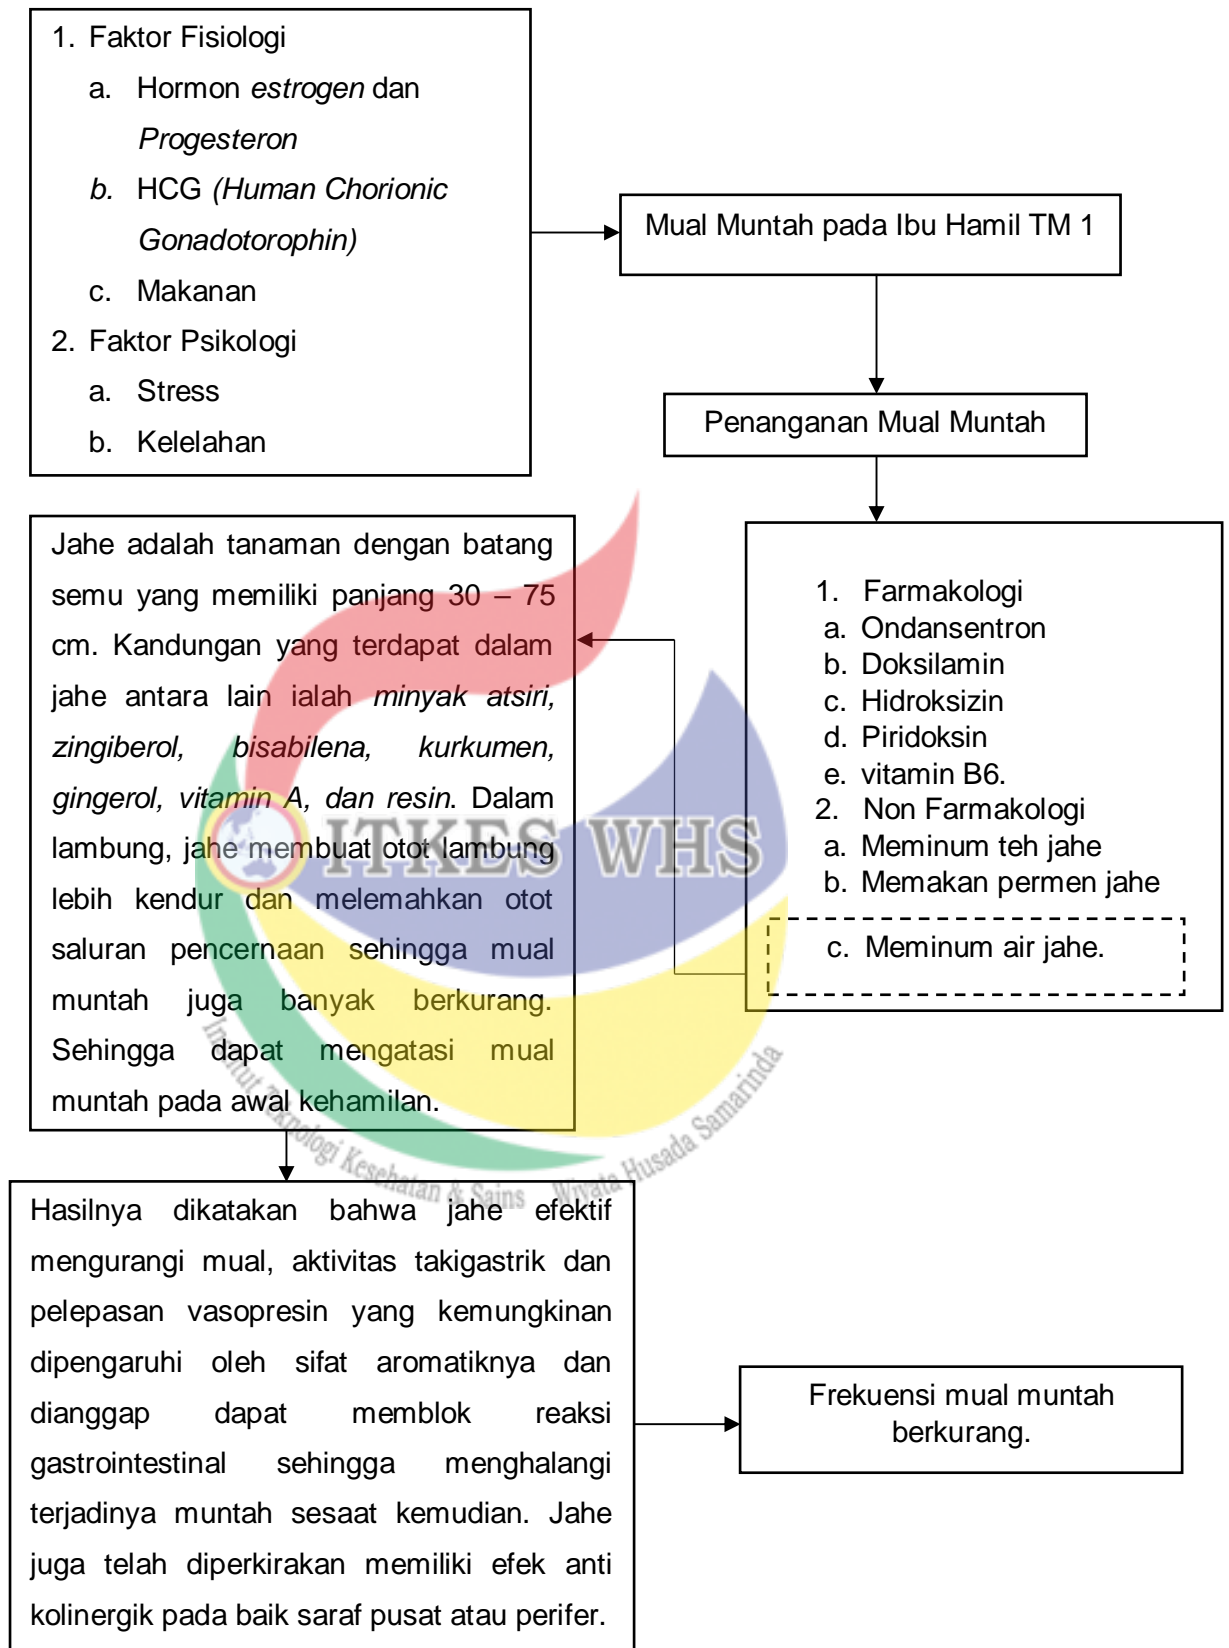 1. Faktor Fisiologi
a. Hormon estrogen dan
Progesteron
b. HCG (Human Chorionic
Gonadotorophin)
c. Makanan
2. Faktor Psikologi
a. Stress
b. Kelelahan
Mual Muntah pada Ibu Hamil TM 1
Penanganan Mual Muntah
1. Farmakologi
a. Ondansentron
b. Doksilamin
c. Hidroksizin
d. Piridoksin
e. vitamin B6.
2. Non Farmakologi
a. Meminum teh jahe
b. Memakan permen jahe
c. Meminum air jahe.
Jahe adalah tanaman dengan batang
semu yang memiliki panjang 30 – 75
cm. Kandungan yang terdapat dalam
jahe antara lain ialah minyak atsiri,
zingiberol, bisabilena, kurkumen,
gingerol, vitamin A, dan resin. Dalam
lambung, jahe membuat otot lambung
lebih kendur dan melemahkan otot
saluran pencernaan sehingga mual
muntah juga banyak berkurang.
Sehingga dapat mengatasi mual
muntah pada awal kehamilan.
Hasilnya dikatakan bahwa jahe efektif
mengurangi mual, aktivitas takigastrik dan
pelepasan vasopresin yang kemungkinan
dipengaruhi oleh sifat aromatiknya dan
dianggap dapat memblok reaksi
gastrointestinal sehingga menghalangi
terjadinya muntah sesaat kemudian. Jahe
juga telah diperkirakan memiliki efek anti
kolinergik pada baik saraf pusat atau perifer.
Frekuensi mual muntah
berkurang.
ITKES WHS
Institut Teknologi Kesehatan & Sains Wiyata Husada Samarinda